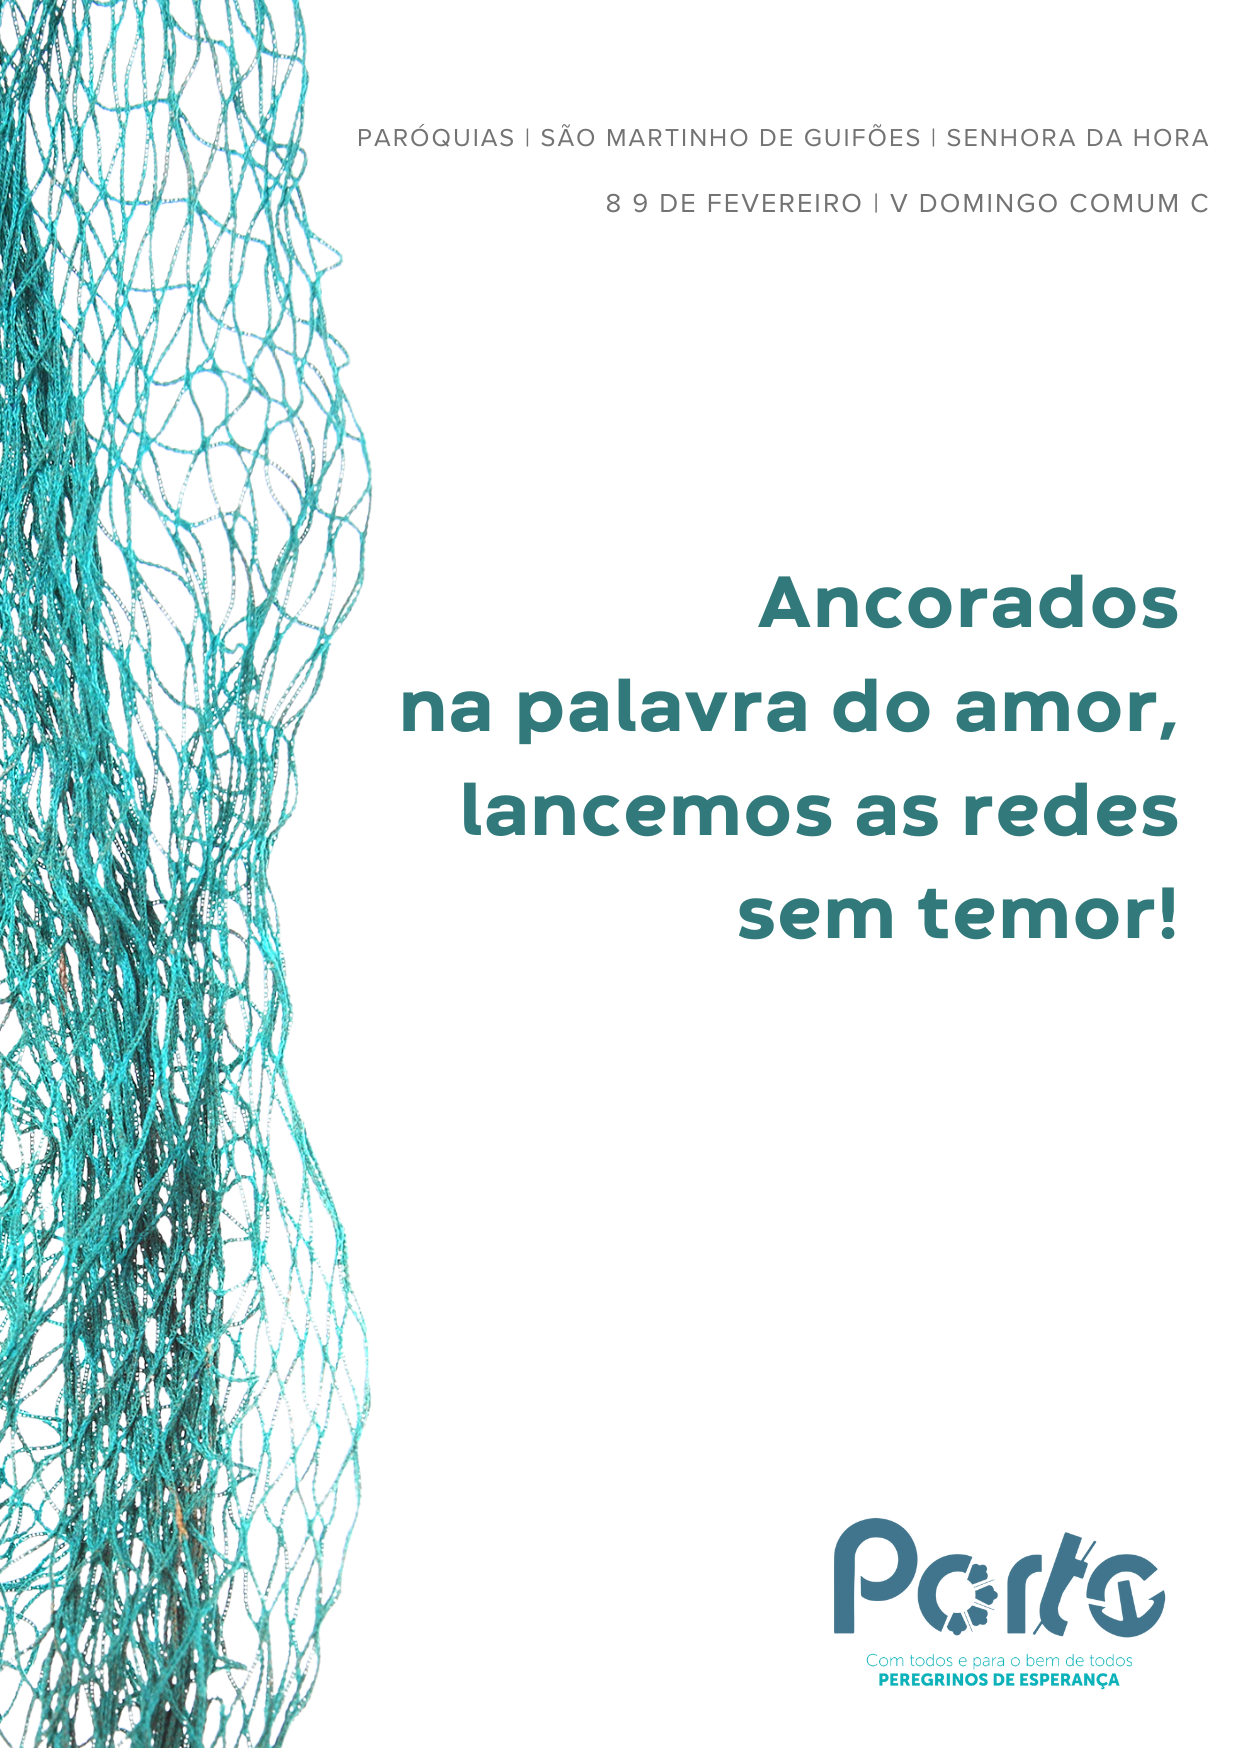 PARÓQUIAS | SÃO MARTINHO DE GUIFÕES | SENHORA DA HORA
8 9 DE FEVEREIRO | V DOMINGO COMUM C
Ancorados
na palavra do amor,
lancemos as redes
sem temor!
Porto
Com todos e para o bem de todos
PEREGRINOS DE ESPERANÇA